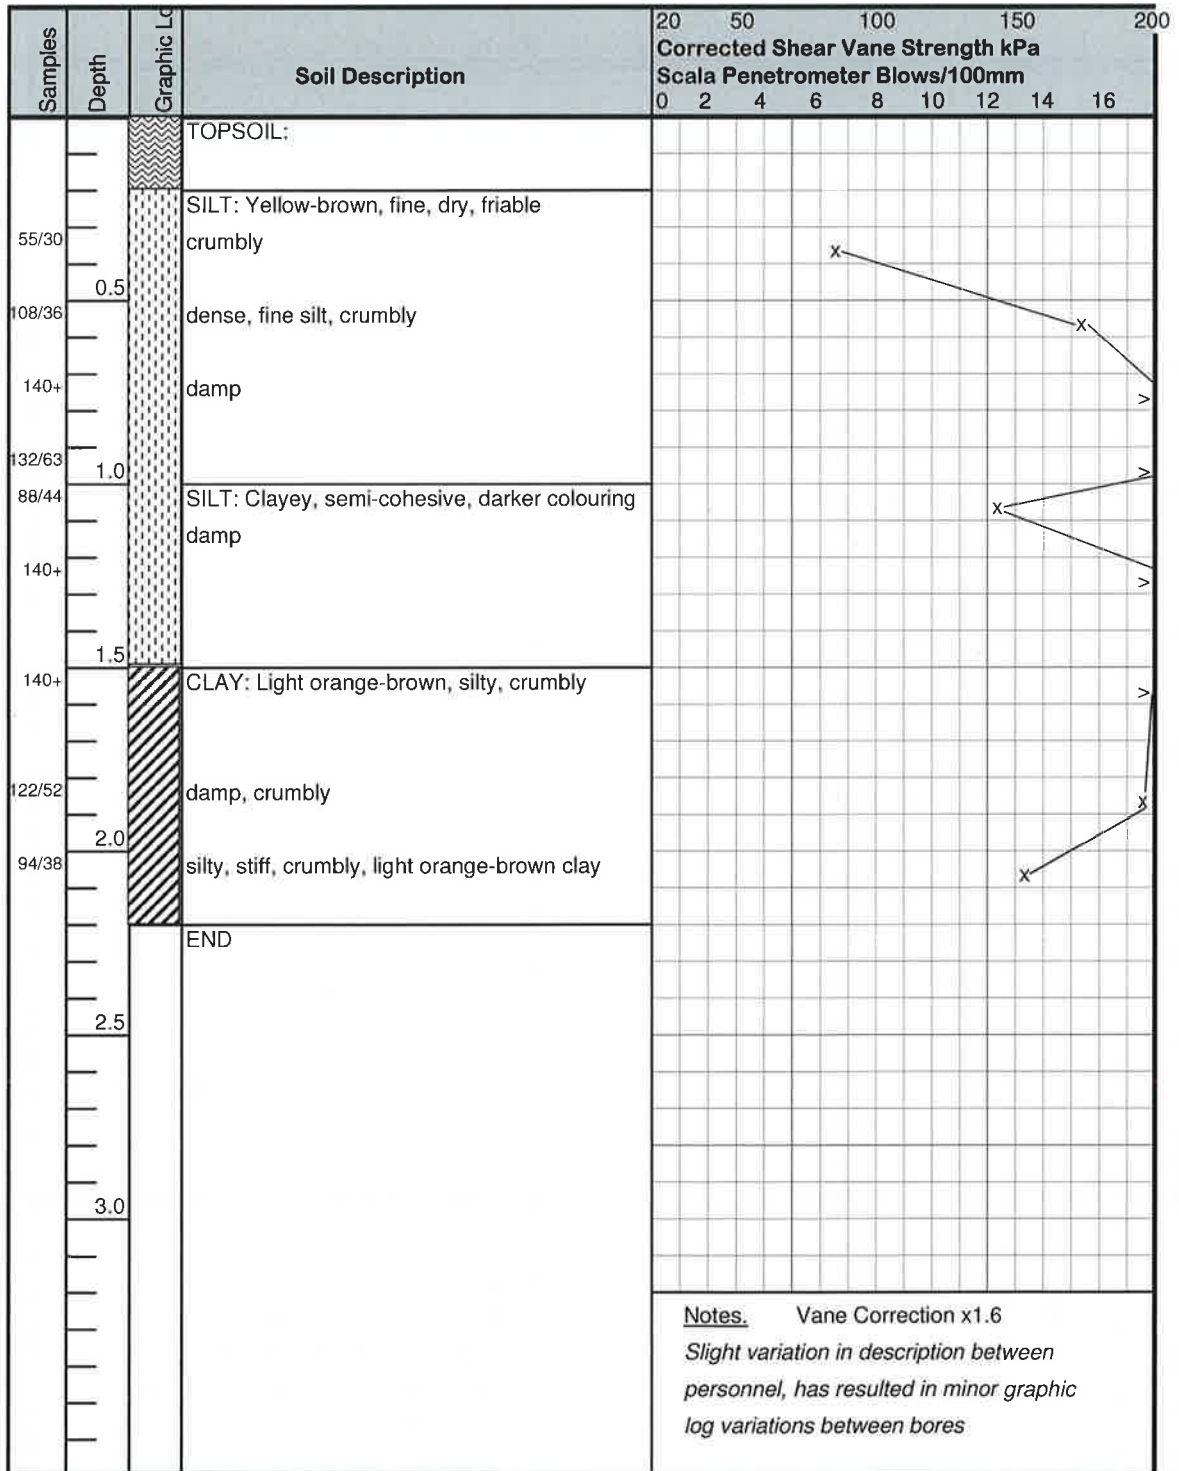 Samples
Depth
Graphic Lo
Soil Description
20 50 100 150 200
Corrected Shear Vane Strength kPa
Scala Penetrometer Blows/100mm
0 2 4 6 8 10 12 14 16
TOPSOIL:
SILT: Yellow-brown, fine, dry, friable
55/30 crumbly
x
0.5
108/36 dense, fine silt, crumbly
x
140+ damp
>
132/63
>
1.0
88/44 SILT: Clayey, semi-cohesive, darker colouring
x
damp
140+
>
1.5
140+ CLAY: Light orange-brown, silty, crumbly
>
122/52 damp, crumbly
x
2.0
94/38 silty, stiff, crumbly, light orange-brown clay
x
END
2.5
3.0
Notes. Vane Correction x1.6
Slight variation in description between
personnel, has resulted in minor graphic
log variations between bores